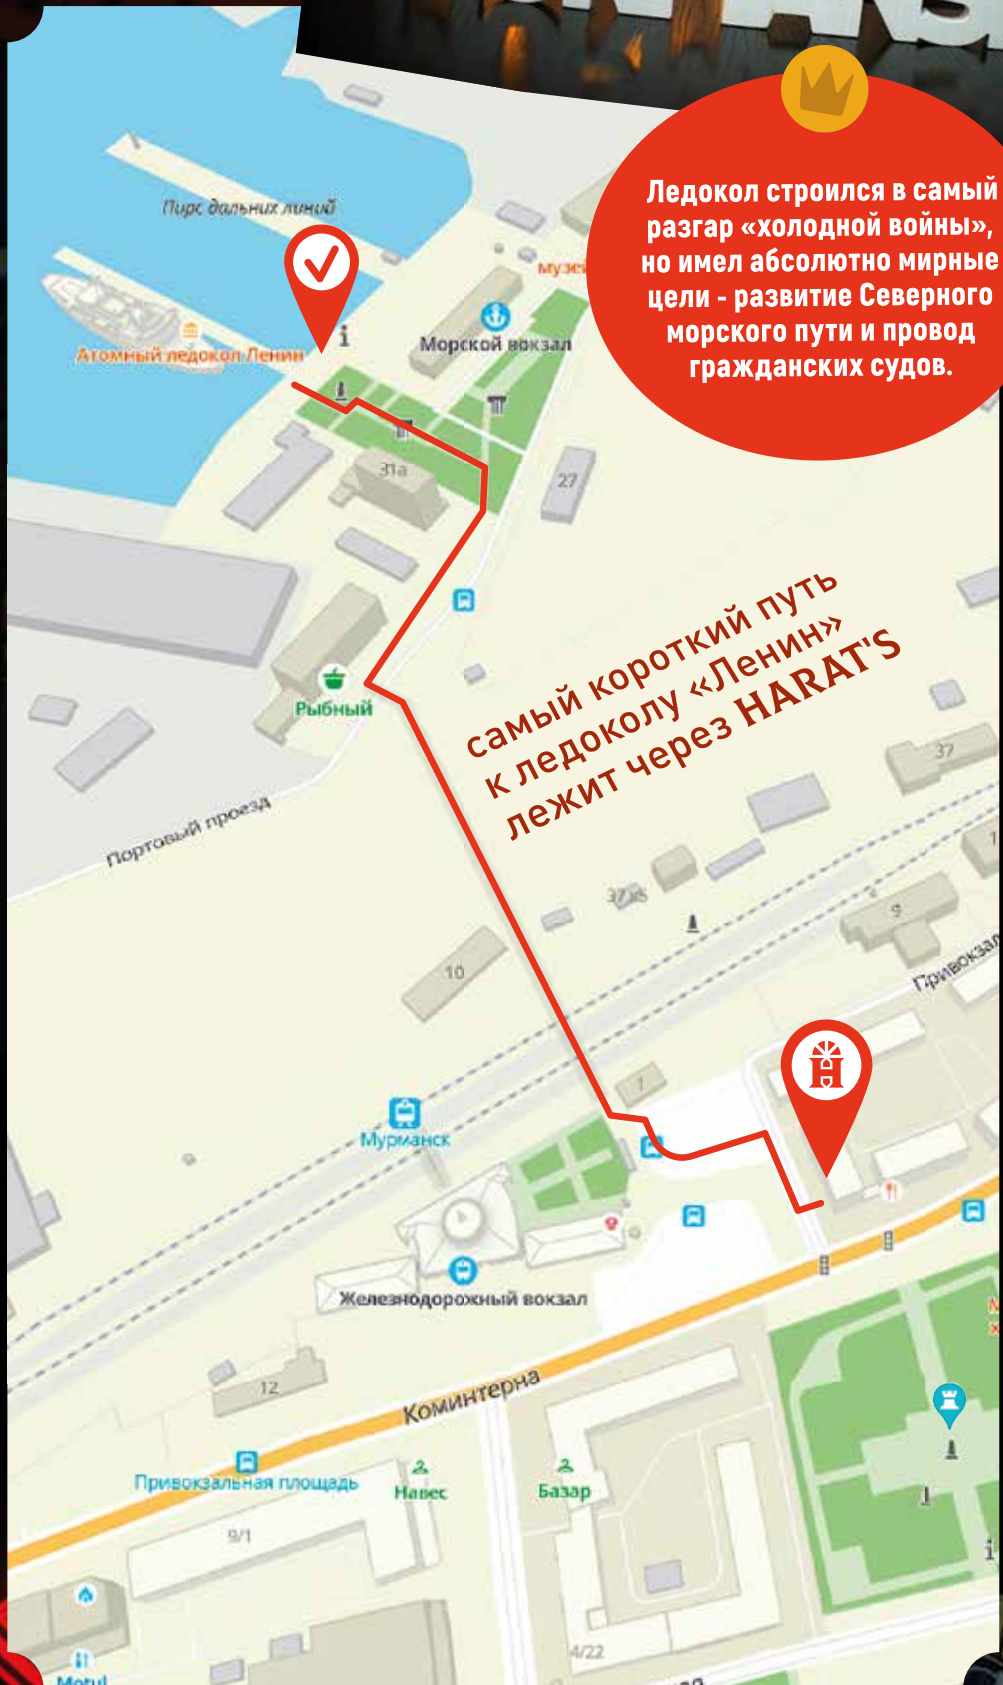 Ледокол строился в самый
разгар «холодной войны»,
но имел абсолютно мирные
цели - развитие Северного
морского пути и провод
гражданских судов.
Пирс дальних линий
музей
Морской вокзал
Атомный ледокол Ленин
31а
27
самый короткий путь
к ледоколу «Ленин»
лежит через HARAT'S
Рыбный
Портовый проезд
37
9
10
Привокзал
H
1
Мурманск
Железнодорожный вокзал
12
Коминтерна
Привокзальная площадь
Навес
Базар
9/1
4/22
Motul